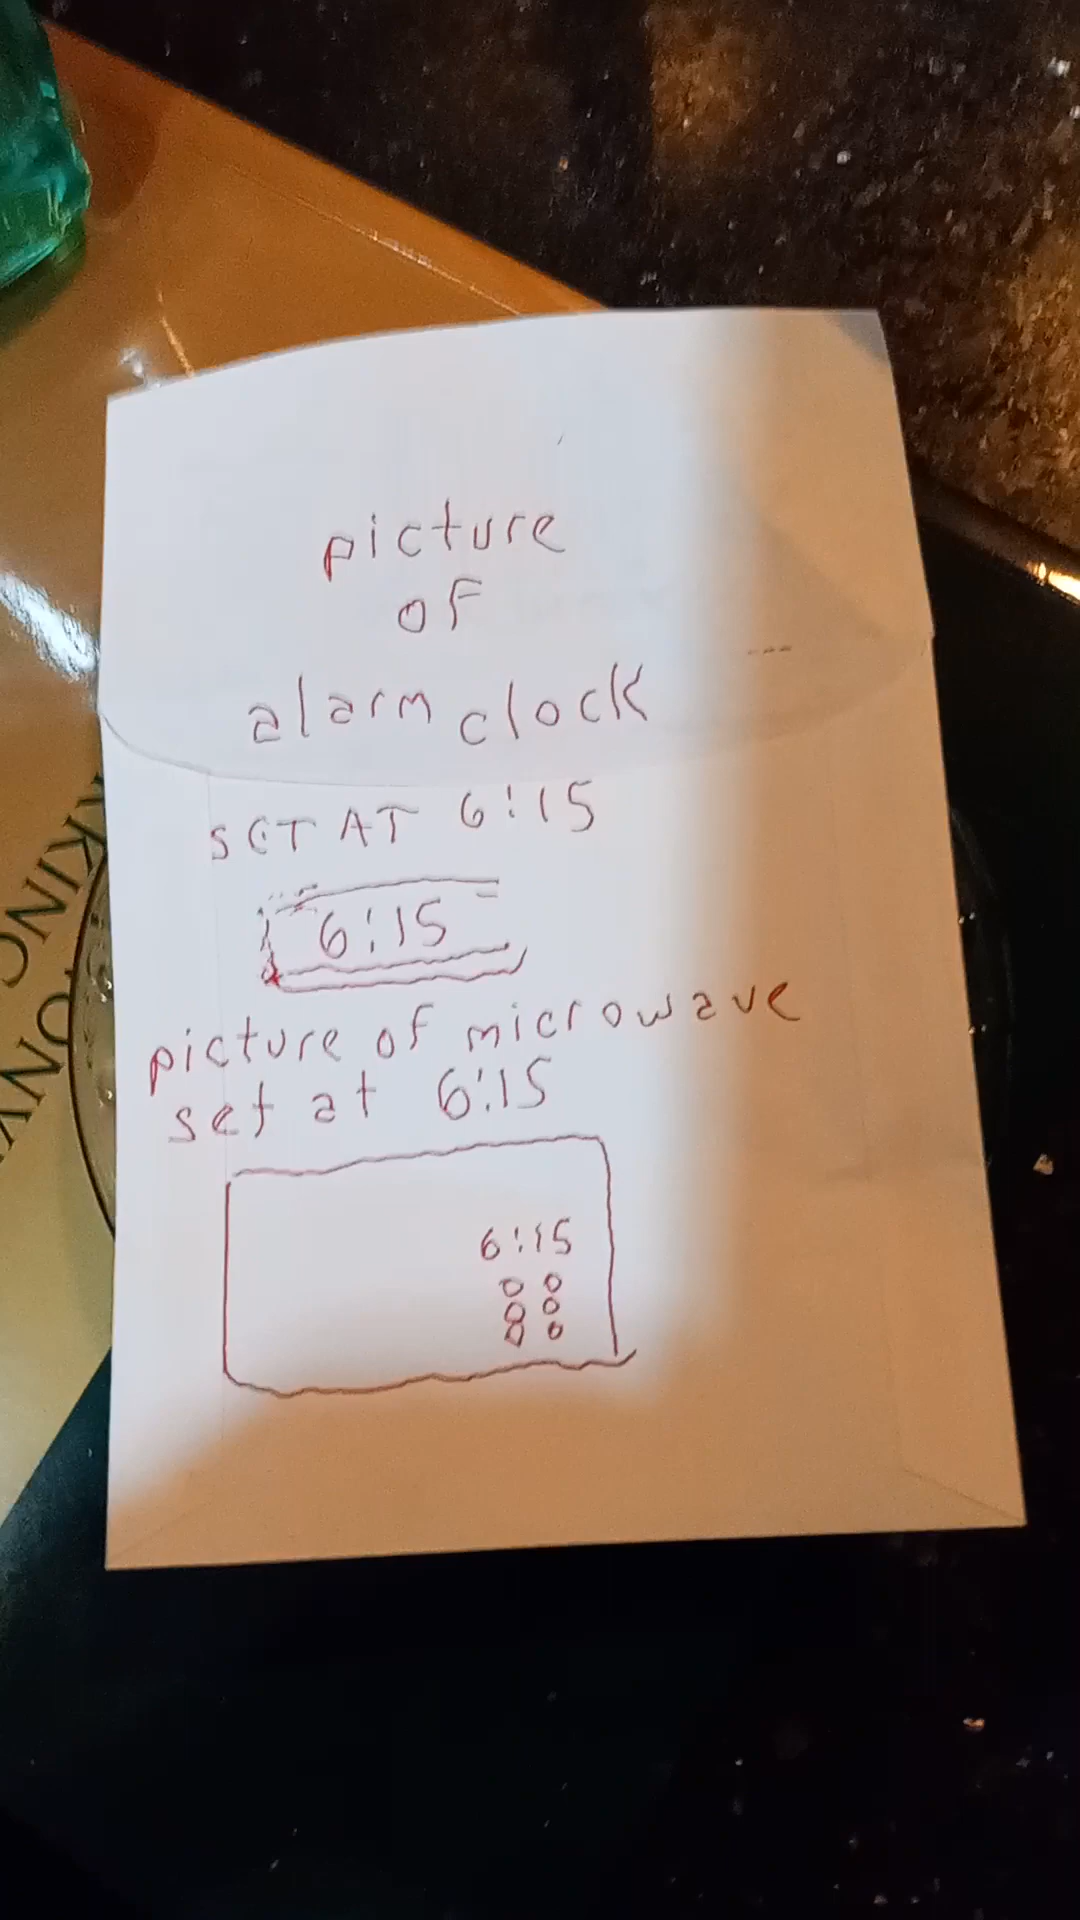 picture
of
alarm clock
SET AT 6:15
6:15
picture of microwave
set at 6:15
6:15